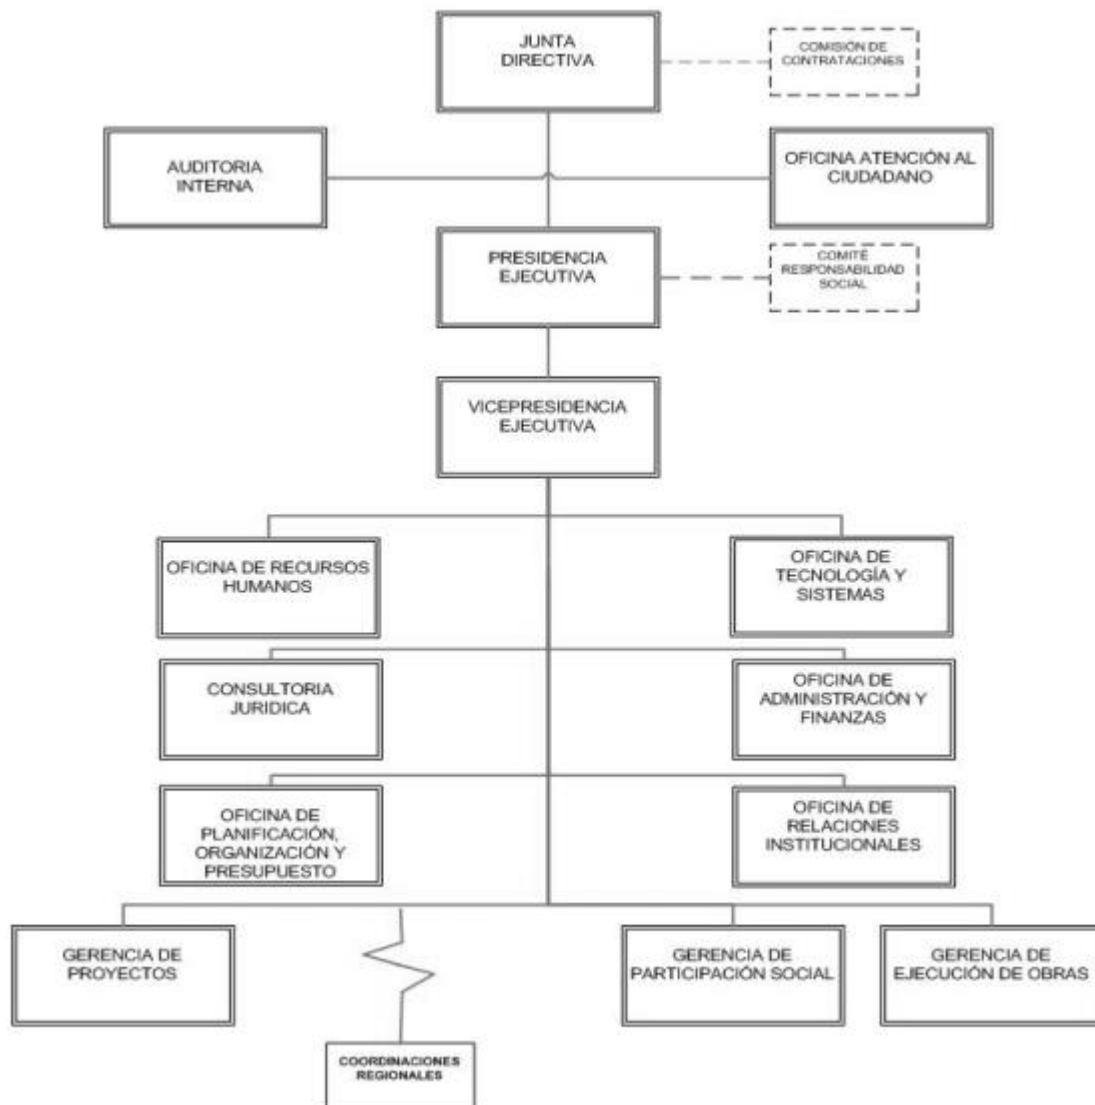 JUNTA
DIRECTIVA
COMISIÓN DE
CONTRATACIONES
AUDITORIA
INTERNA
OFICINA ATENCIÓN AL
CIUDADANO
PRESIDENCIA
EJECUTIVA
COMITÉ
RESPONSABILIDAD
SOCIAL
VICEPRESIDENCIA
EJECUTIVA
OFICINA DE RECURSOS
HUMANOS
OFICINA DE
TECNOLOGÍA Y
SISTEMAS
CONSULTORIA
JURIDICA
OFICINA DE
ADMINISTRACIÓN Y
FINANZAS
OFICINA DE
PLANIFICACIÓN,
ORGANIZACIÓN Y
PRESUPUESTO
OFICINA DE
RELACIONES
INSTITUCIONALES
GERENCIA DE
PROYECTOS
GERENCIA DE
PARTICIPACIÓN SOCIAL
GERENCIA DE
EJECUCIÓN DE OBRAS
COORDINACIONES
REGIONALES